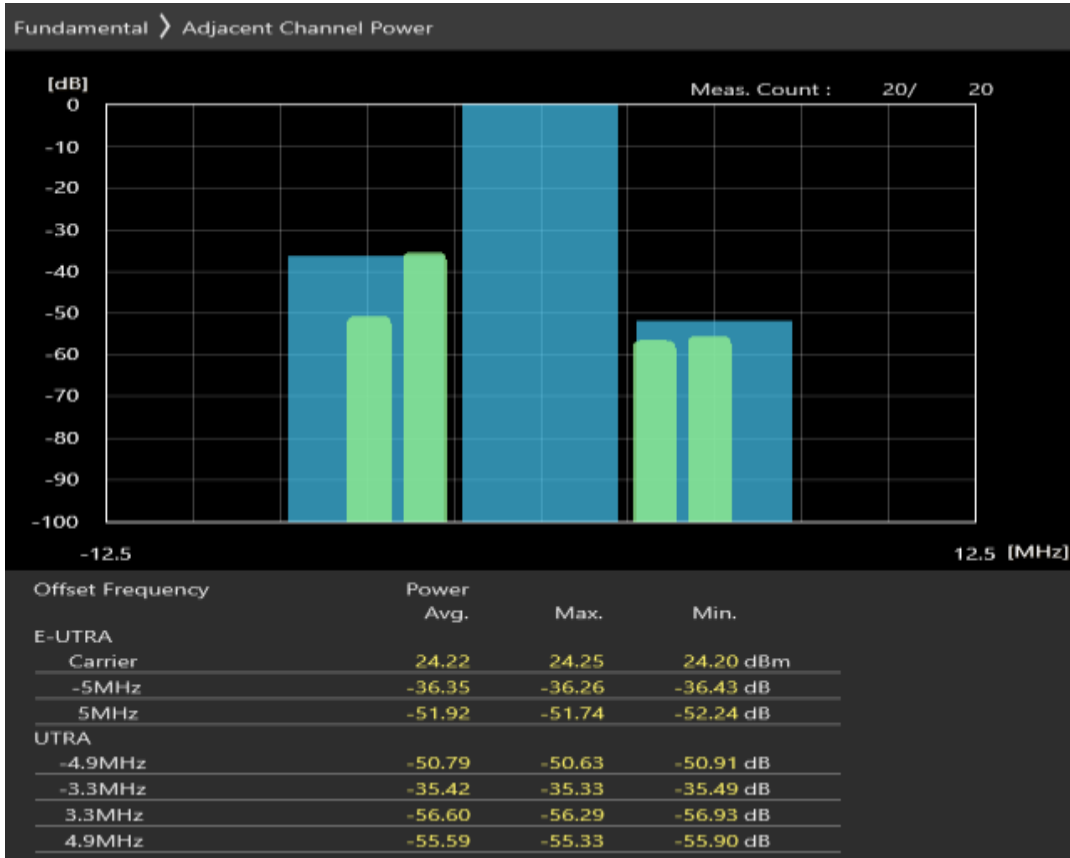 Fundamental 〉 Adjacent Channel Power
[dB]
Meas. Count : 20/ 20
0
-10
-20
-30
-40
-50
-60
-70
-80
-90
-100
-12.5 12.5 [MHz]
Offset Frequency Power
Avg. Max. Min.
E-UTRA
Carrier 24.22 24.25 24.20 dBm
-5MHz -36.35 -36.26 -36.43 dB
5MHz -51.92 -51.74 -52.24 dB
UTRA
-4.9MHz -50.79 -50.63 -50.91 dB
-3.3MHz -35.42 -35.33 -35.49 dB
3.3MHz -56.60 -56.29 -56.93 dB
4.9MHz -55.59 -55.33 -55.90 dB